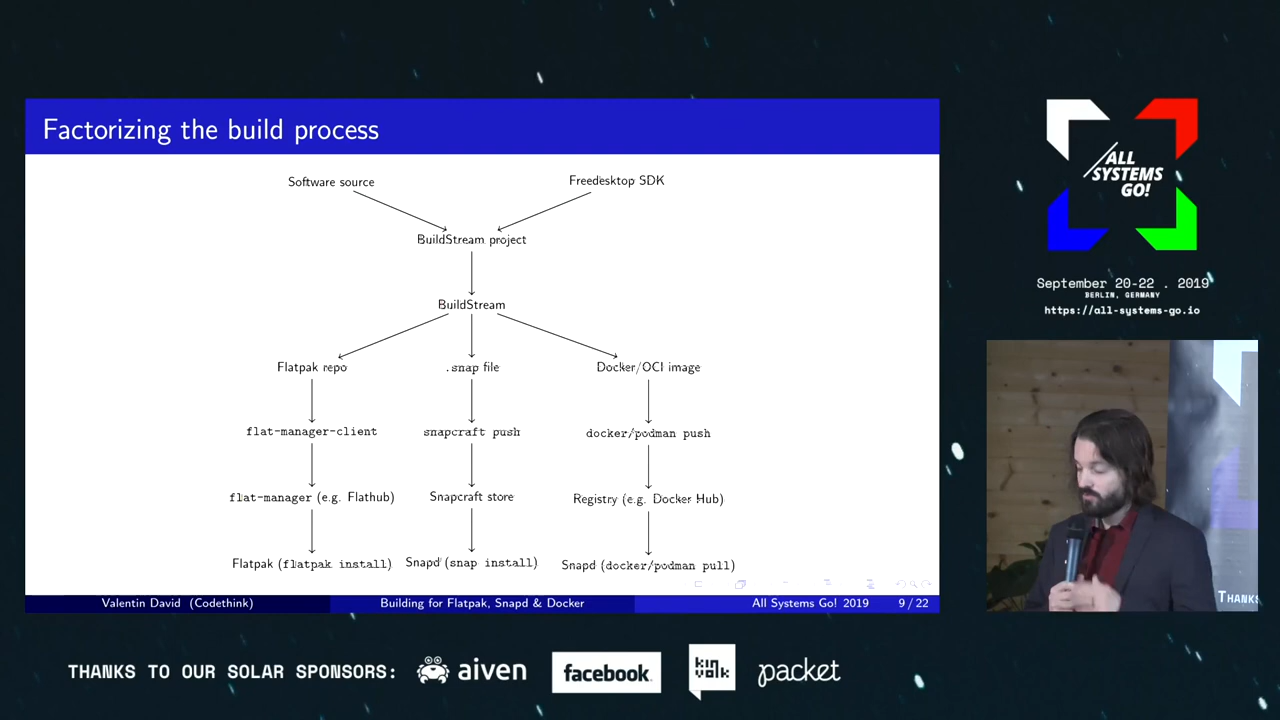 Factorizing the build process
Software source
Freedesktop SDK
BuildStream project
BuildStream
Flatpak repo
.snap file
Docker/OCI image
flat-manager-client
snapcraft push
docker/podman push
flat-manager (e.g. Flathub)
Snapcraft store
Registry (e.g. Docker Hub)
Flatpak (flatpak install)
Snapd (snap install)
Snapd (docker/podman pull)
Valentin David (Codethink)
Building for Flatpak, Snapd & Docker
All Systems Go! 2019
9 / 22
ALL
SYSTEMS
GO!
September 20-22 . 2019
BERLIN, GERMANY
https://all-systems-go.io
THANKS
THANKS TO OUR SOLAR SPONSORS:
aiven
facebook
kin
volk
packet